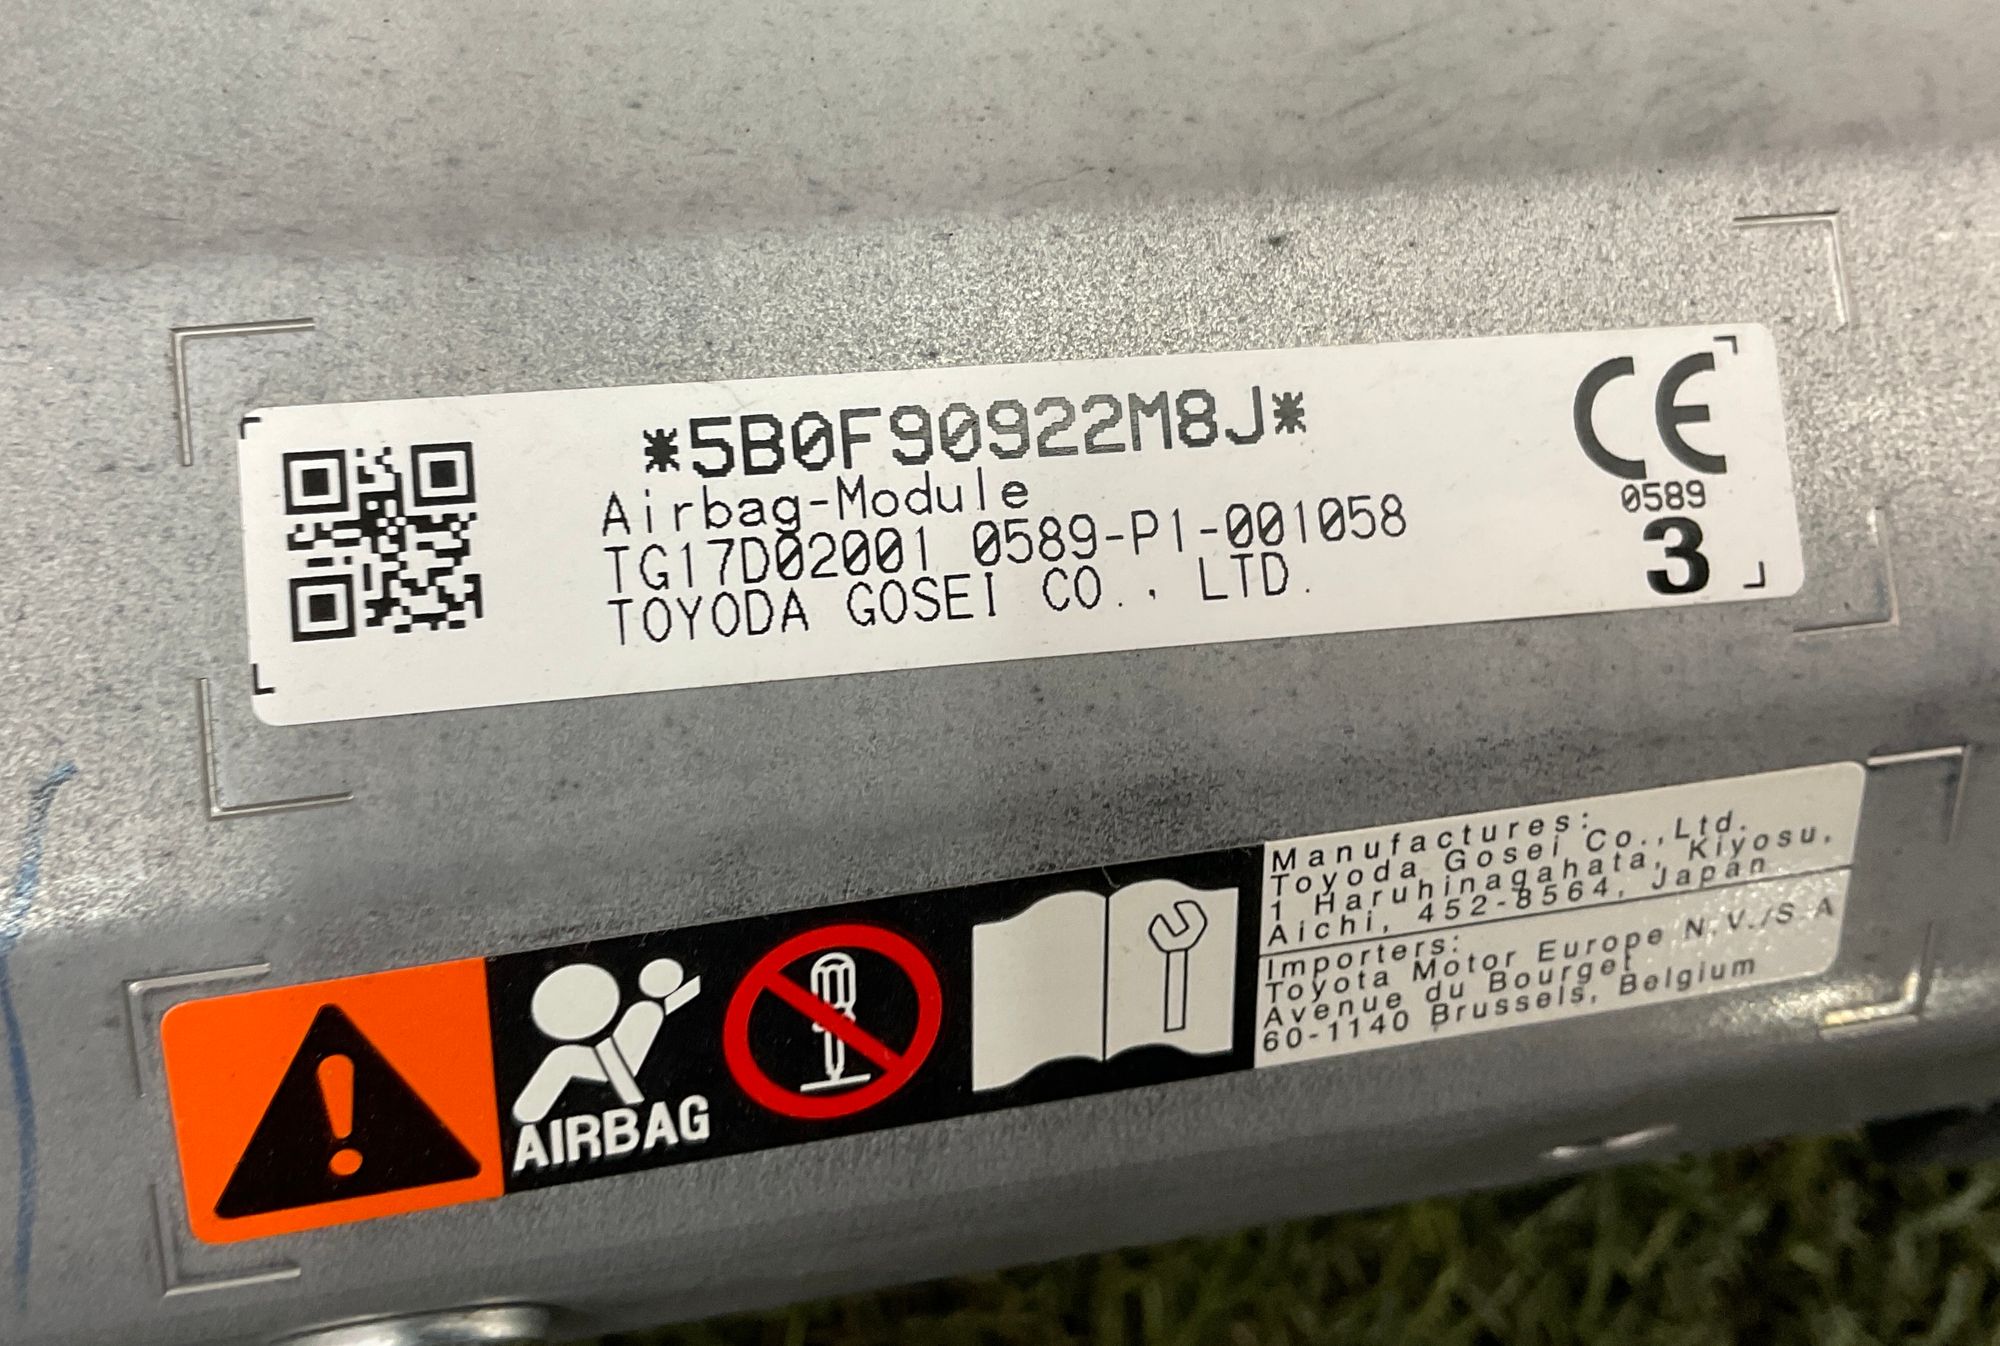 *5B0F90922M8J*
Airbag-Module
TG17D02001 0589-P1-001058
TOYODA GOSEI CO., LTD.
CE
0589
3
AIRBAG
Manufactures:
Toyoda Gosei Co.,Ltd.
1 Haruhinagahata, Kiyosu,
Aichi, 452-8564, Japan
Importers:
Toyota Motor Europe N.V./S.A
Avenue du Bourget
60-1140 Brussels, Belgium